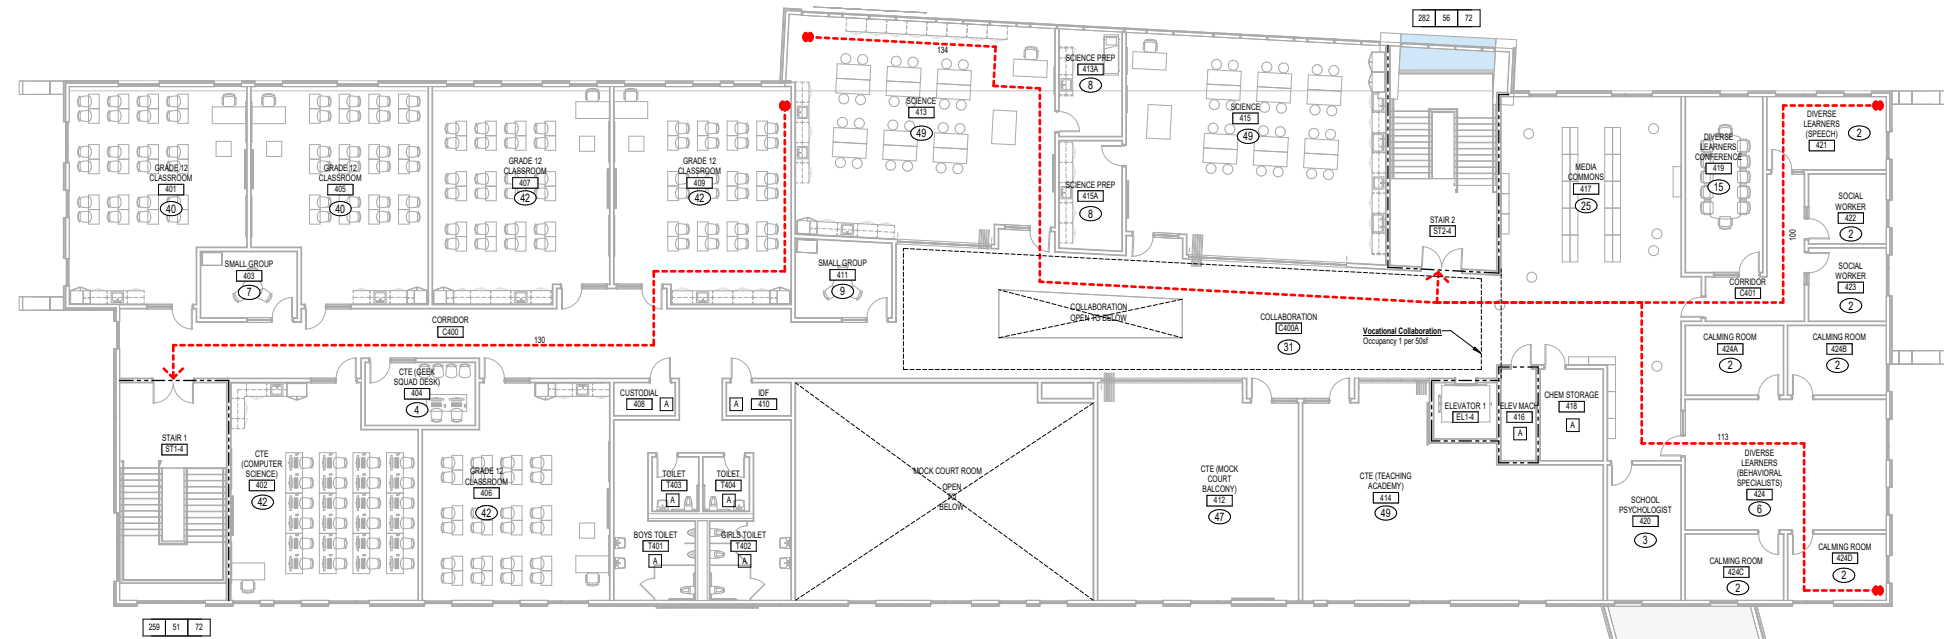 282 56 72
134
SCIENCE PREP
413A
8
SCIENCE
413
49
SCIENCE
415
49
SCIENCE PREP
415A
8
GRADE 12
CLASSROOM
401
40
GRADE 12
CLASSROOM
405
40
GRADE 12
CLASSROOM
407
42
GRADE 12
CLASSROOM
409
42
STAIR 2
ST2-4
MEDIA
COMMONS
417
25
DIVERSE
LEARNERS
CONFERENCE
419
15
DIVERSE
LEARNERS
(SPEECH)
421
2
SOCIAL
WORKER
422
2
100
SOCIAL
WORKER
423
2
SMALL GROUP
403
7
SMALL GROUP
411
9
CORRIDOR
C401
CORRIDOR
C400
130
COLLABORATION
OPEN TO BELOW
COLLABORATION
C400A
31
Vocational Collaboration
Occupancy 1 per 50sf
CALMING ROOM
424A
2
CALMING ROOM
424B
2
CTE (GEEK
SQUAD DESK)
404
4
CUSTODIAL
408 A
IDF
A 410
ELEVATOR 1
EL1-4
ELEV MACH
416
A
CHEM STORAGE
418
A
STAIR 1
ST1-4
CTE
(COMPUTER
SCIENCE)
402
42
GRADE 12
CLASSROOM
406
42
TOILET
T403
A
TOILET
T404
A
BOYS TOILET
T401
A
GIRLS TOILET
T402
A
MOCK COURT ROOM
OPEN
TO
BELOW
CTE (MOCK
COURT
BALCONY)
412
47
CTE (TEACHING
ACADEMY)
414
49
113
DIVERSE
LEARNERS
(BEHAVIORAL
SPECIALISTS)
424
6
SCHOOL
PSYCHOLOGIST
420
3
CALMING ROOM
424C
2
CALMING ROOM
424D
2
259 51 72